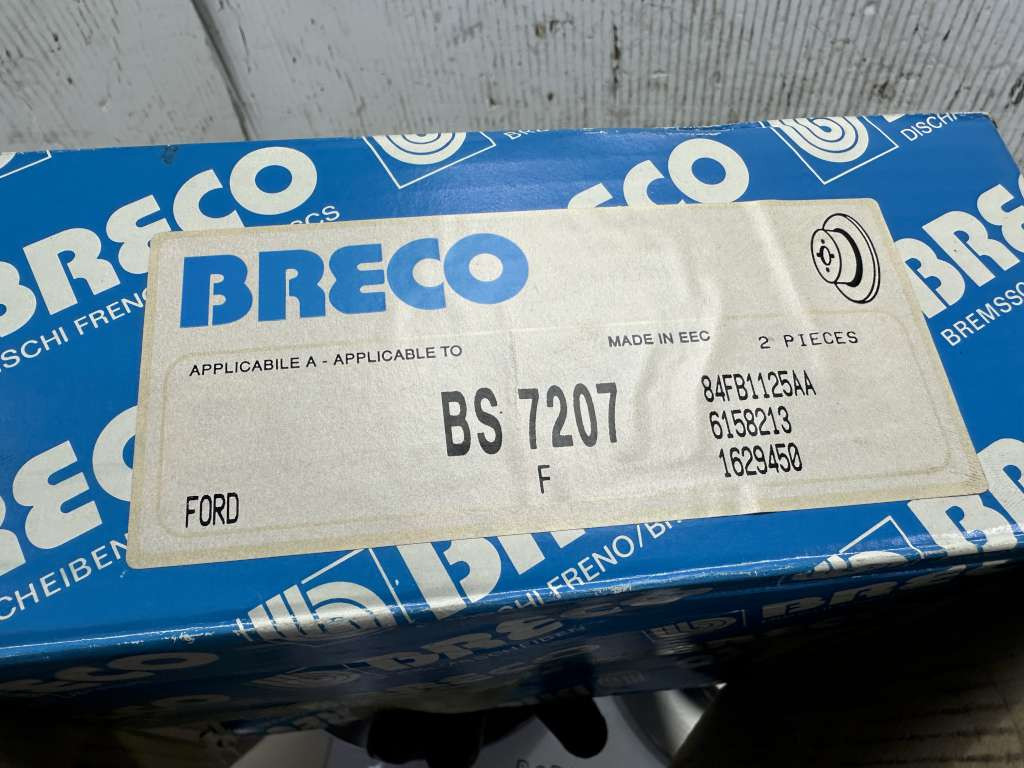 BRECO
DISCHI FRENO
BRECO
BRECO
MADE IN EEC 2 PIECES
APPLICABILE A - APPLICABLE TO
84FB1125AA
BS 7207
6158213
F
1629450
FORD
BREMSSC
BRECO
FRENO/
BRECO